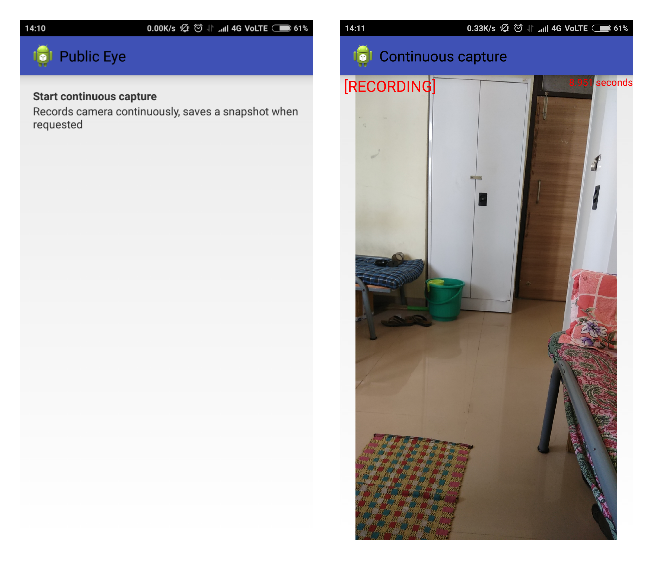 14:10
0.00K/s
4G VoLTE
61%
Public Eye
Start continuous capture
Records camera continuously, saves a snapshot when
requested
14:11
0.33K/s
4G VoLTE
61%
Continuous capture
[RECORDING]
seconds